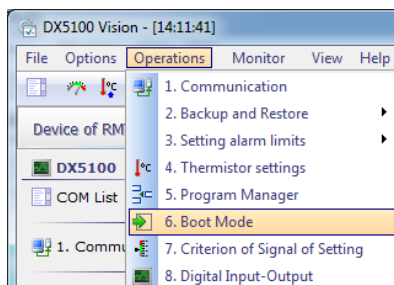 DX5100 Vision - [14:11:41]
File Options Operations Monitor View Help
1. Communication
2. Backup and Restore
Device of RM
3. Setting alarm limits
DX5100
°C 4. Thermistor settings
COM List
5. Program Manager
6. Boot Mode
1. Commu
7. Criterion of Signal of Setting
8. Digital Input-Output